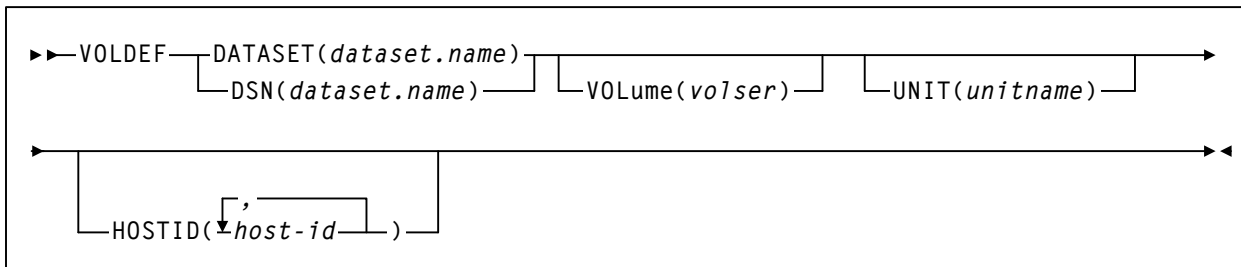 VOLDEF DATASET(dataset.name)
DSN(dataset.name) VOLume(volser) UNIT(unitname)
,
HOSTID( host-id )